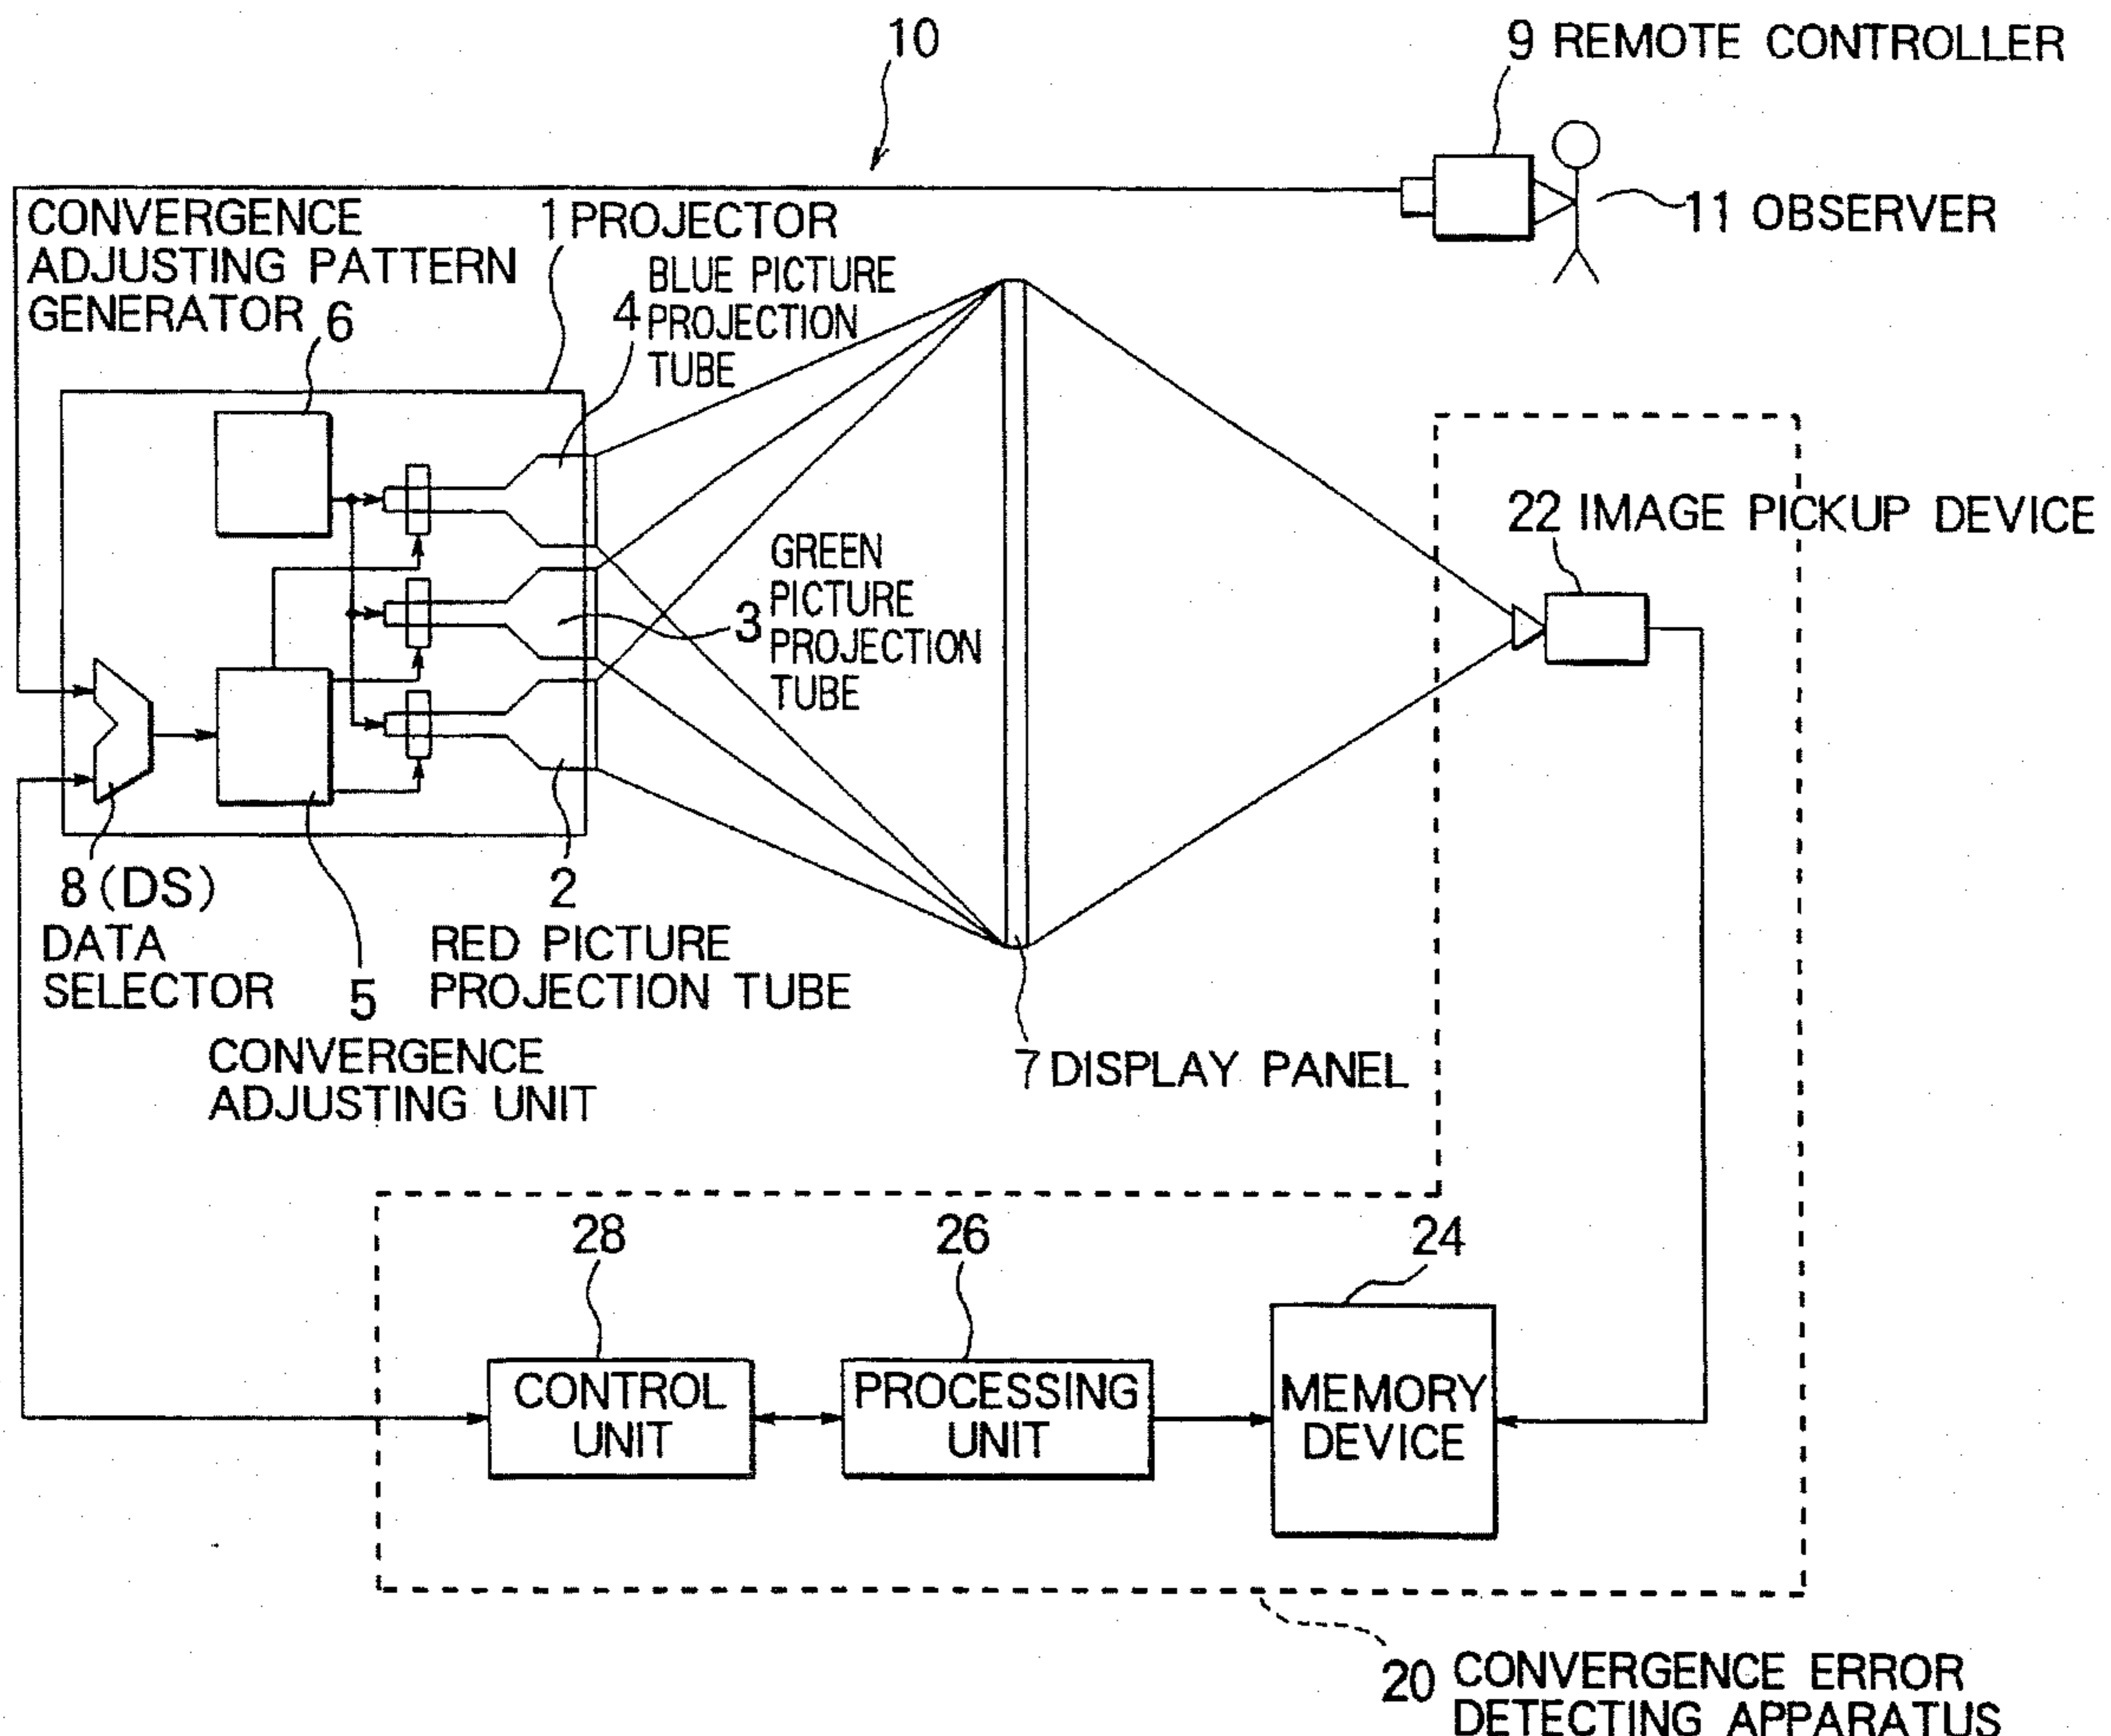 10
9 REMOTE CONTROLLER
11 OBSERVER
CONVERGENCE
ADJUSTING PATTERN
GENERATOR 6
1 PROJECTOR
4 BLUE PICTURE
PROJECTION
TUBE
22 IMAGE PICKUP DEVICE
3 GREEN
PICTURE
PROJECTION
TUBE
8 (DS)
DATA
SELECTOR
2
RED PICTURE
PROJECTION TUBE
5
CONVERGENCE
ADJUSTING UNIT
7 DISPLAY PANEL
28
26
24
CONTROL
UNIT
PROCESSING
UNIT
MEMORY
DEVICE
20 CONVERGENCE ERROR
DETECTING APPARATUS